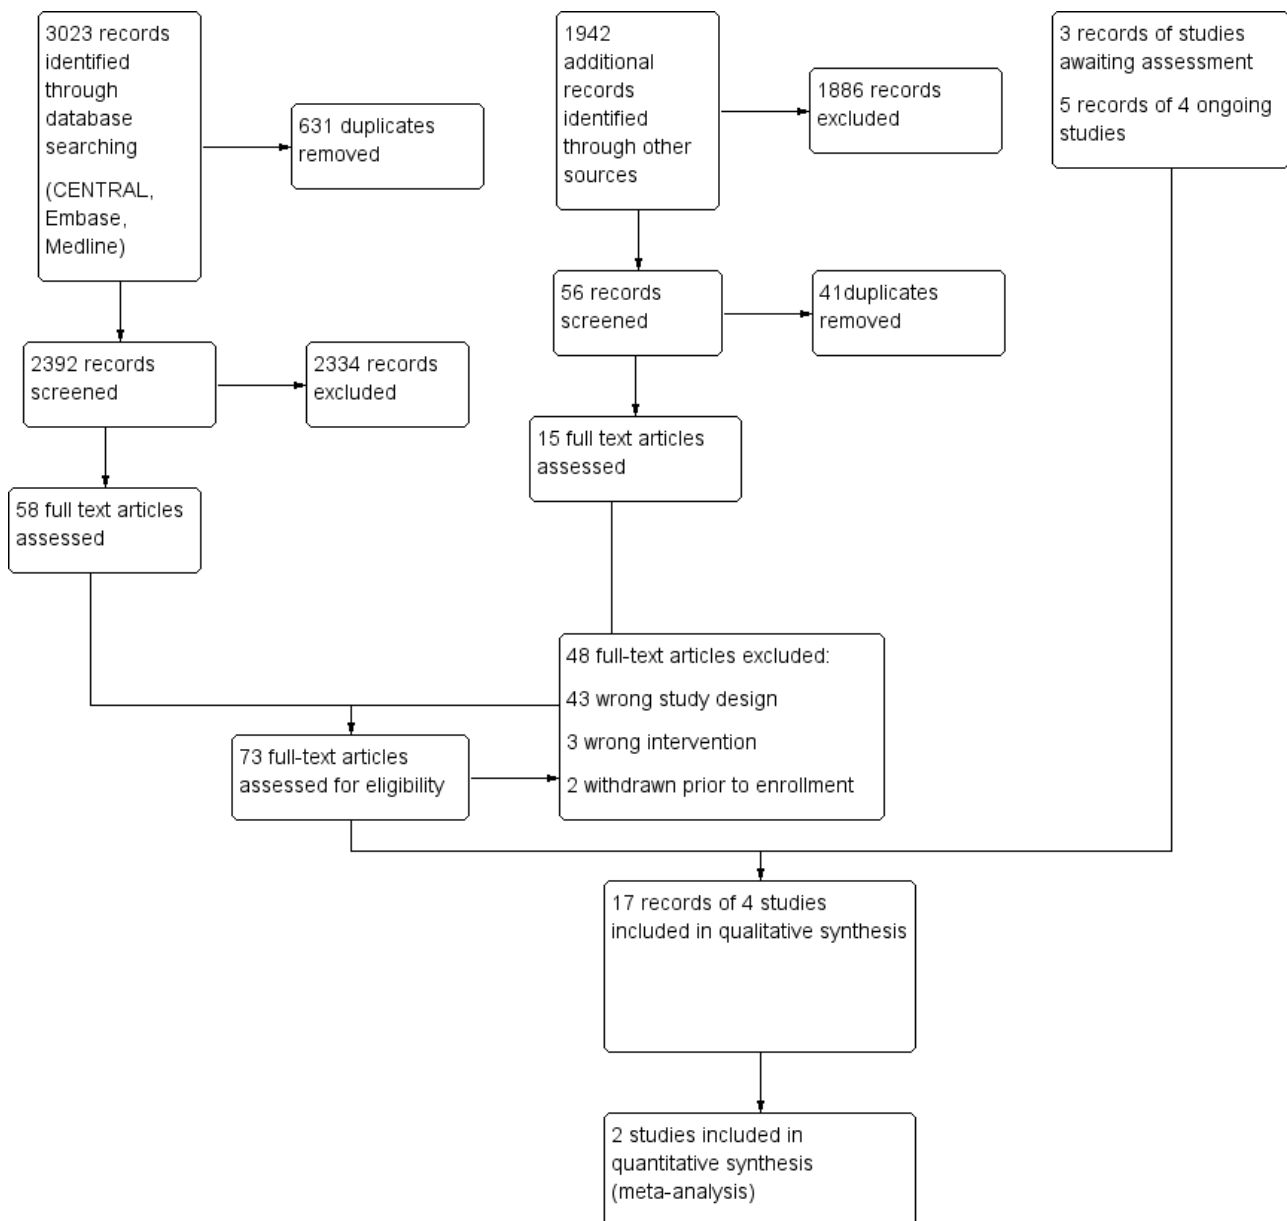 3023 records
identified
through
database
searching
(CENTRAL,
Embase,
Medline)
631 duplicates
removed
1942
additional
records
identified
through other
sources
1886 records
excluded
3 records of studies
awaiting assessment
5 records of 4 ongoing
studies
56 records
screened
41duplicates
removed
2392 records
screened
2334 records
excluded
15 full text articles
assessed
58 full text articles
assessed
48 full-text articles excluded:
43 wrong study design
3 wrong intervention
2 withdrawn prior to enrollment
73 full-text articles
assessed for eligibility
17 records of 4 studies
included in qualitative synthesis
2 studies included in
quantitative synthesis
(meta-analysis)